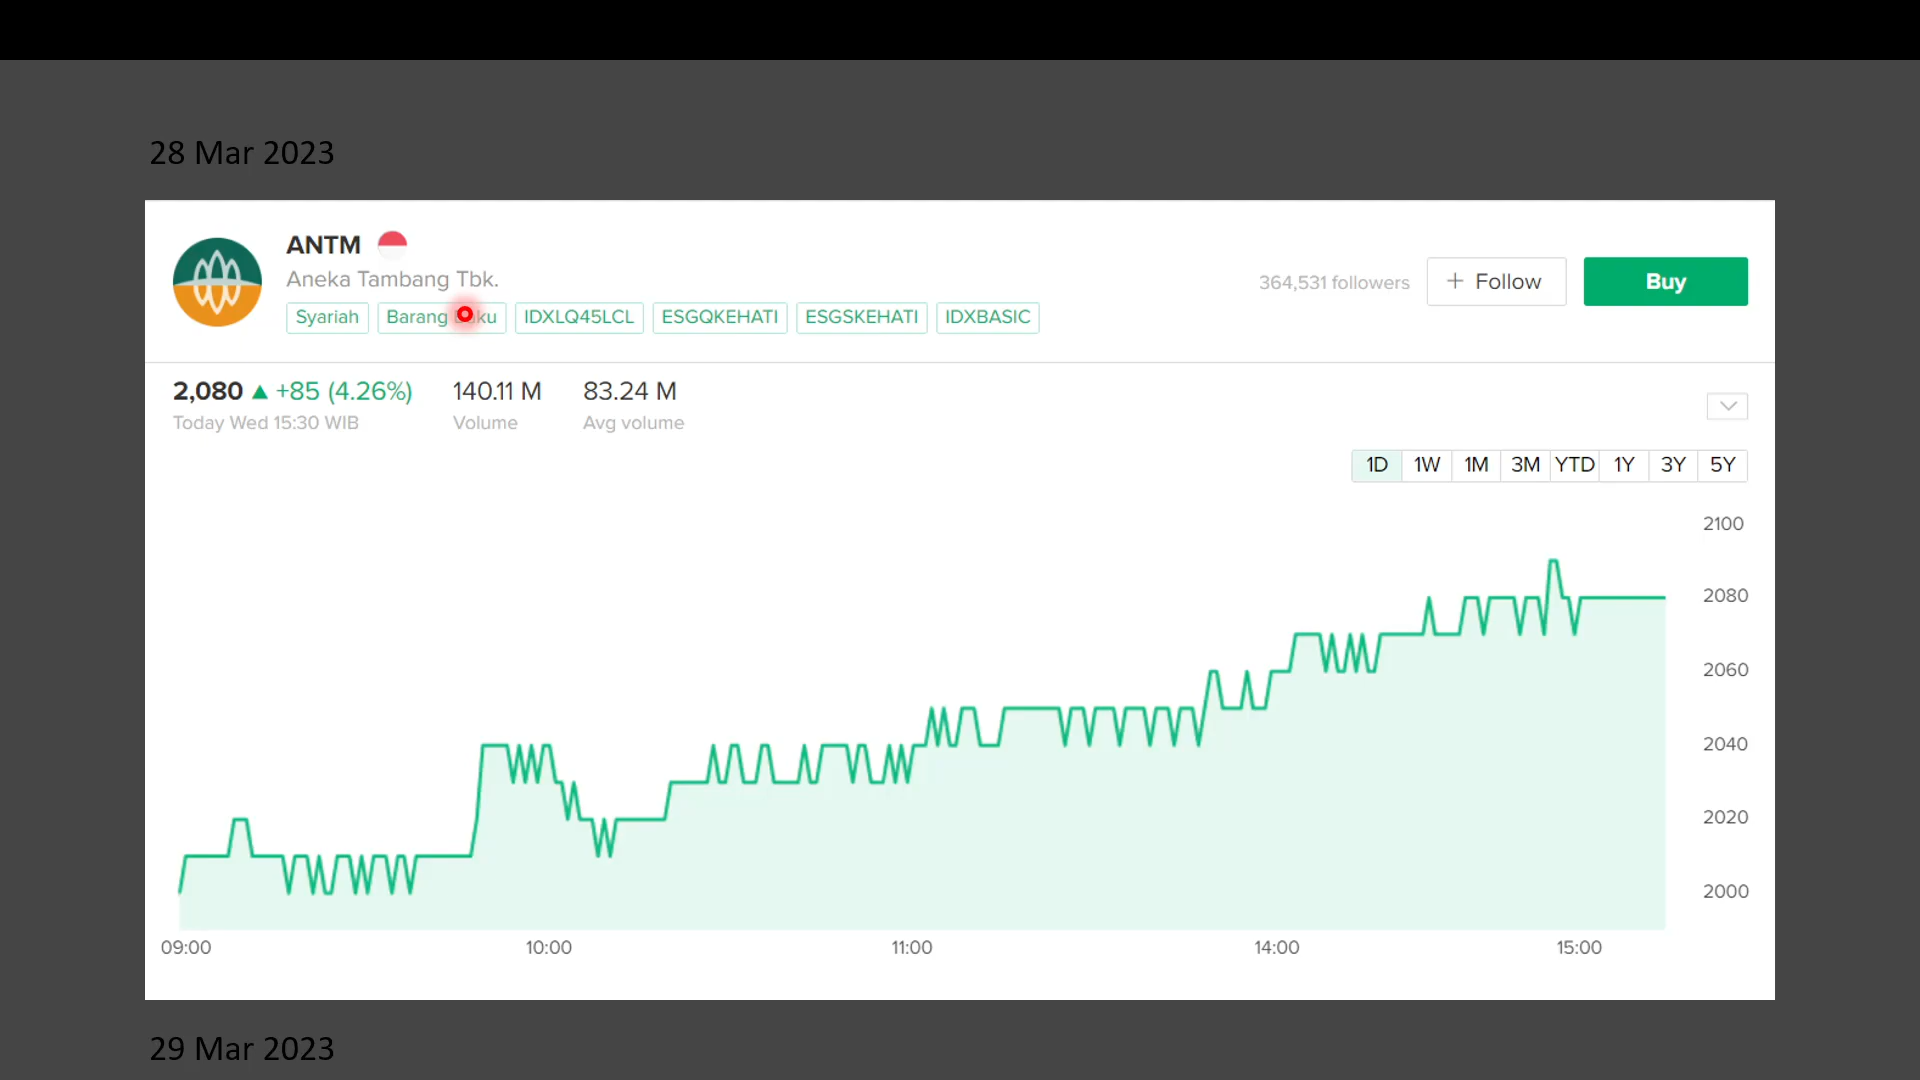 28 Mar 2023
ANTM
Aneka Tambang Tbk.
364,531 followers + Follow Buy
Syariah Barang ku IDXLQ45LCL ESGQKEHATI ESGSKEHATI IDXBASIC
2,080 ▲ +85 (4.26%) 140.11 M 83.24 M
Today Wed 15:30 WIB Volume Avg volume
1D 1W 1M 3M YTD 1Y 3Y 5Y
2100
2080
2060
2040
2020
2000
09:00 10:00 11:00 14:00 15:00
29 Mar 2023